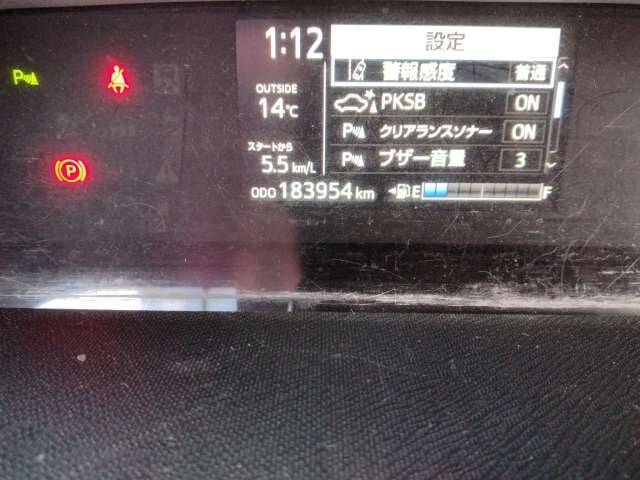 1:12
設定
警報感度 普通
OUTSIDE
14℃
PKSB ON
P クリアランスソナー ON
スタートから
5.5 km/L
P ブザー音量 3
ODO 183954 km
E F
P
P